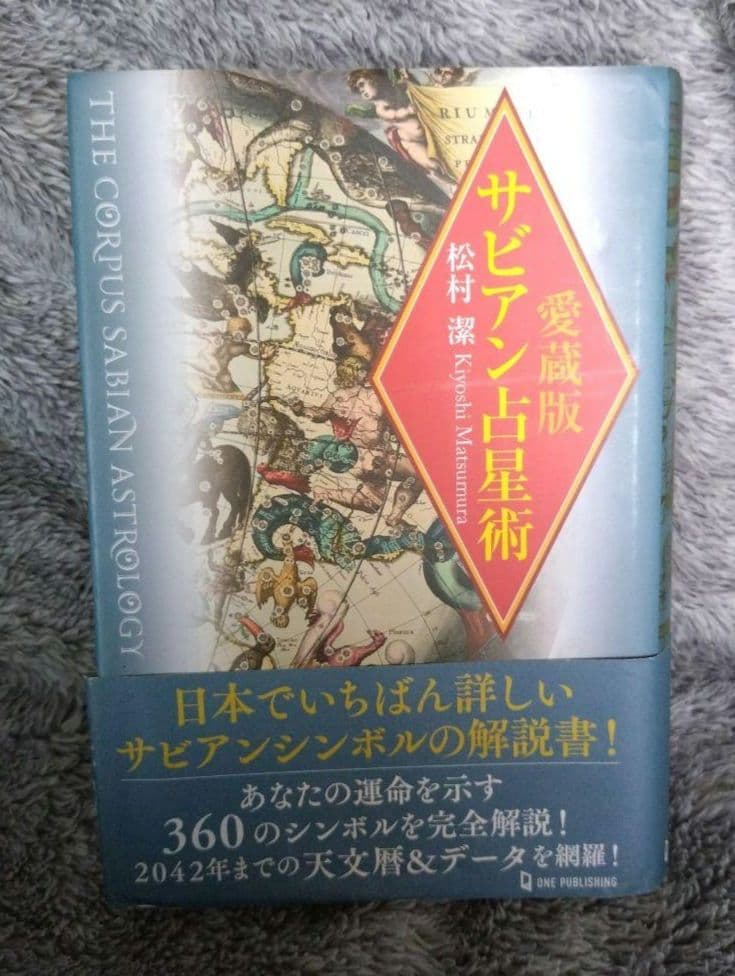 THE CORPUS SABIAN ASTROLOGY
愛蔵版
サビアン占星術
松村 潔 Kiyoshi Matsumura
日本でいちばん詳しい
サビアンシンボルの解説書！
あなたの運命を示す
360のシンボルを完全解説！
2042年までの天文暦&データを網羅！
ONE PUBLISHING